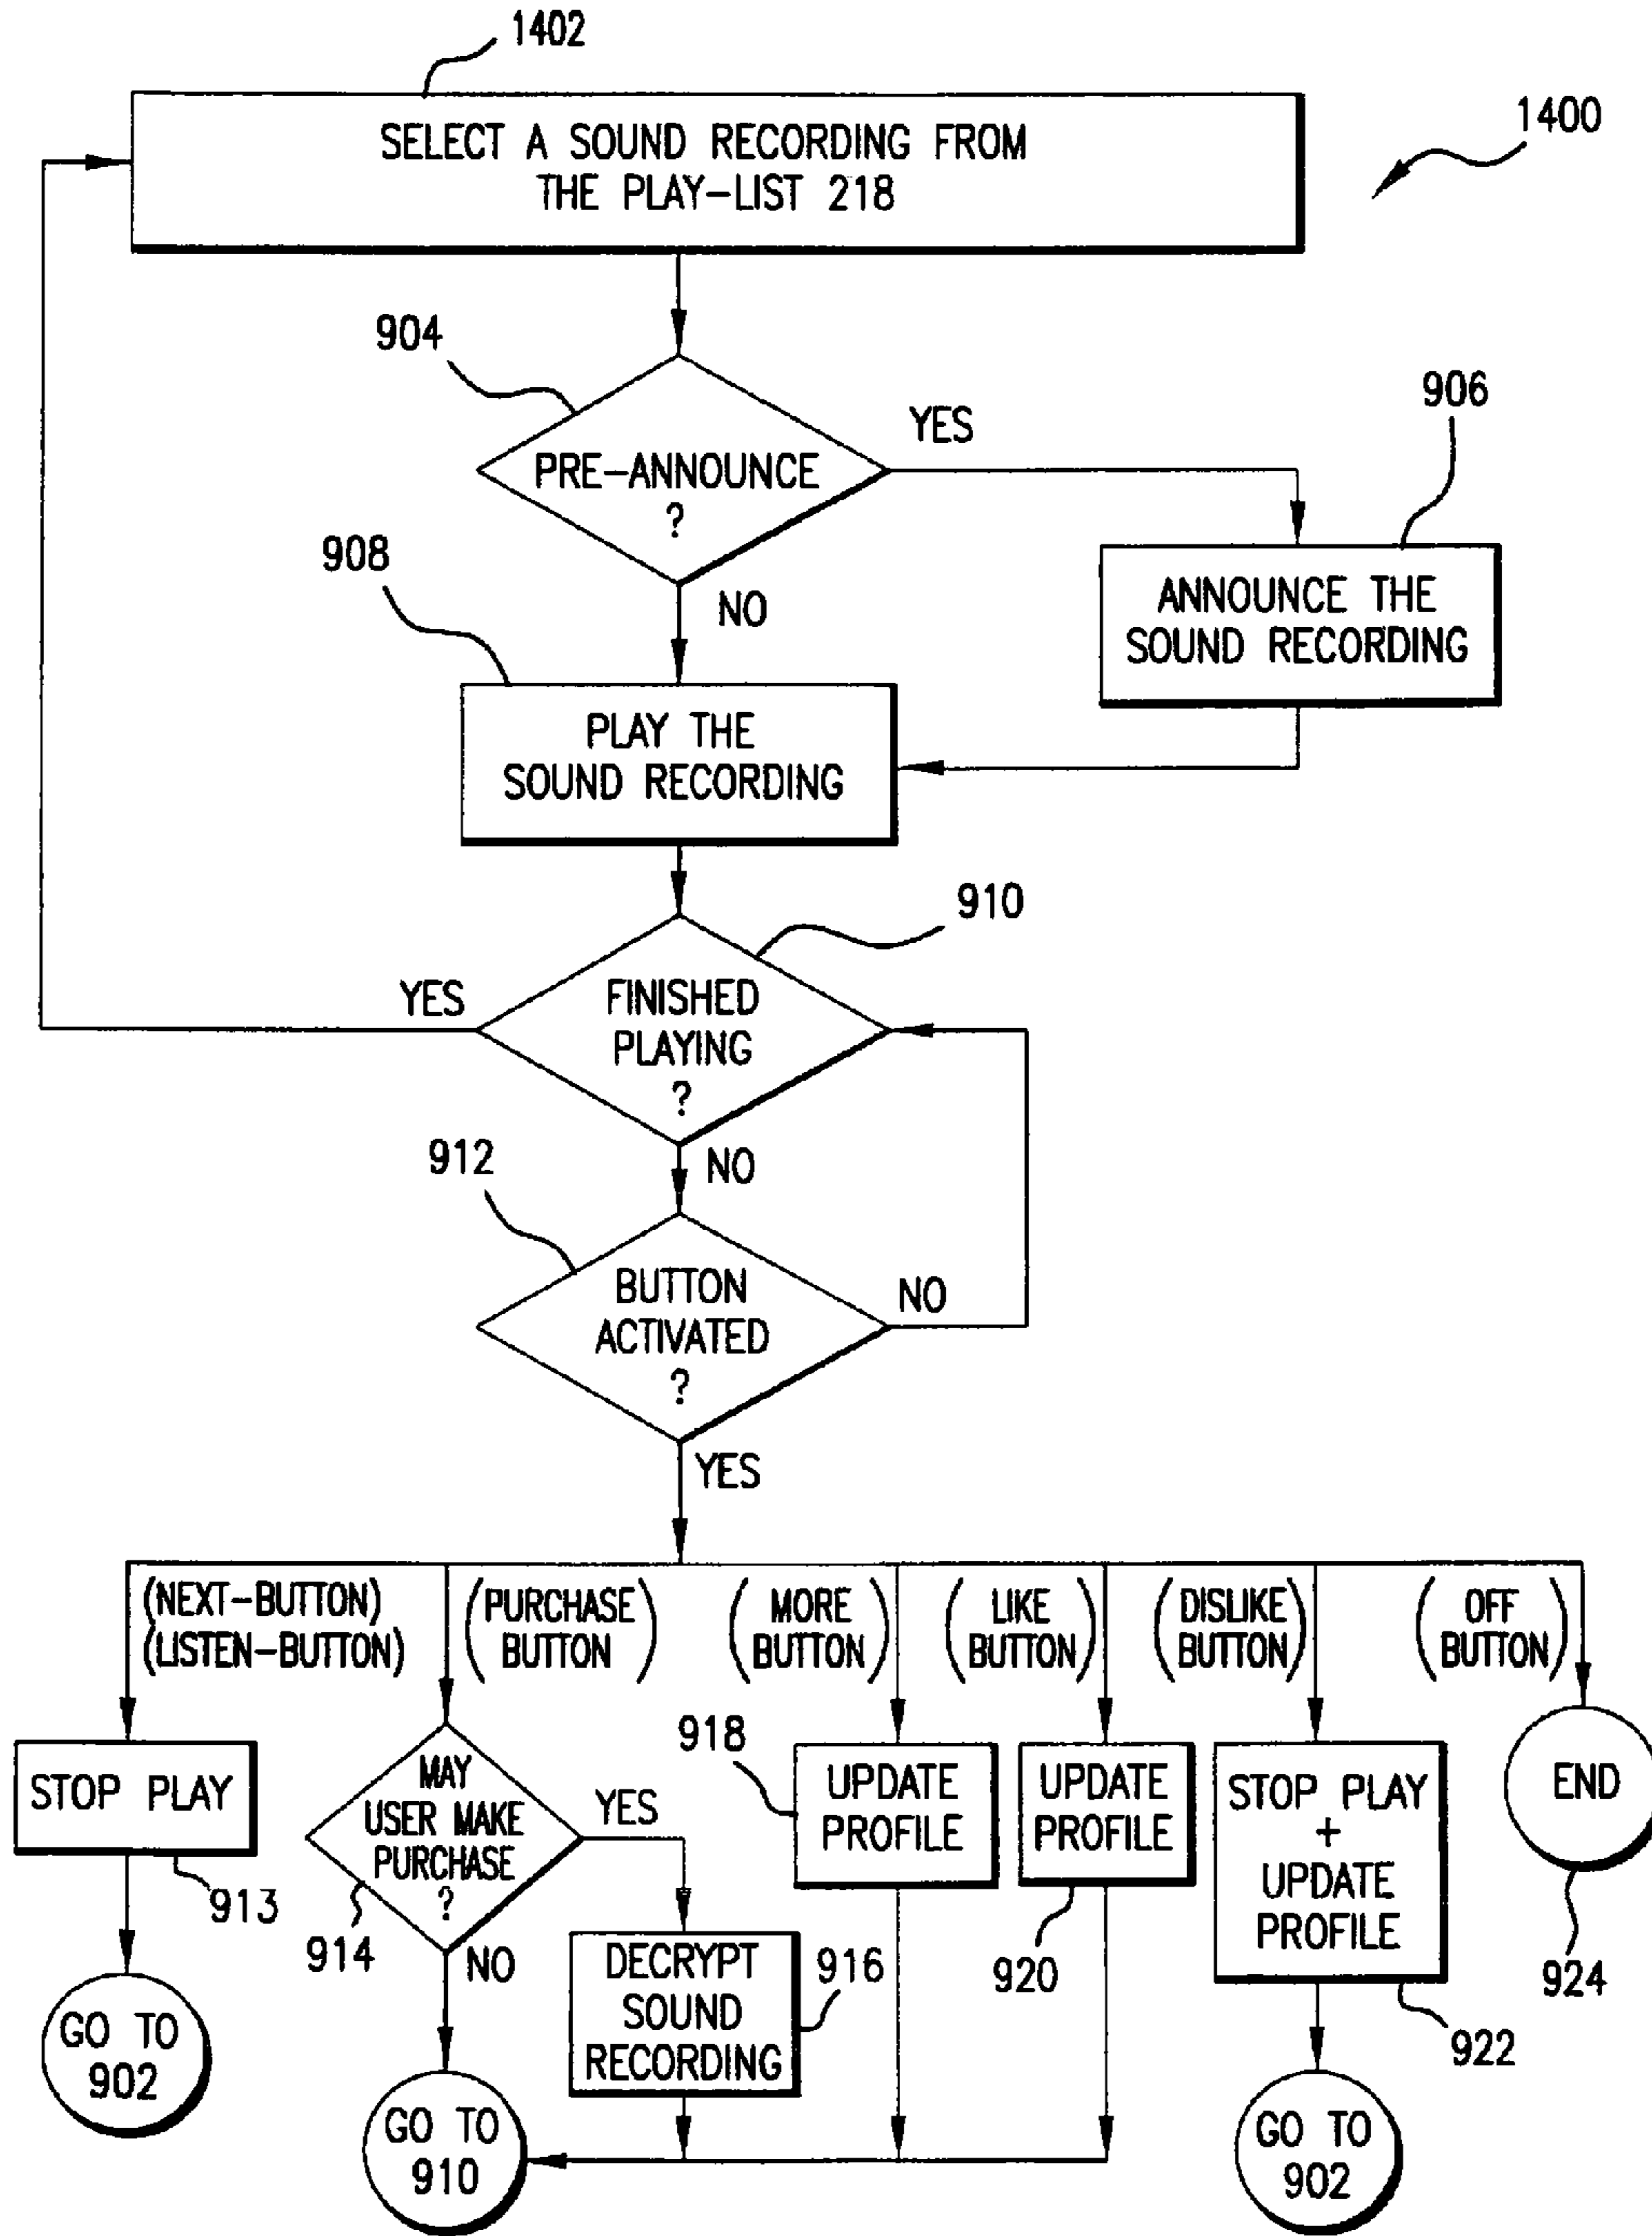 1402
1400
SELECT A SOUND RECORDING FROM
THE PLAY-LIST 218
904
PRE-ANNOUNCE
?
YES
NO
906
ANNOUNCE THE
SOUND RECORDING
908
PLAY THE
SOUND RECORDING
910
FINISHED
PLAYING
?
YES
NO
912
BUTTON
ACTIVATED
?
NO
YES
(NEXT-BUTTON)
(LISTEN-BUTTON)
(PURCHASE
BUTTON)
(MORE
BUTTON)
(LIKE
BUTTON)
(DISLIKE
BUTTON)
(OFF
BUTTON)
STOP PLAY
913
GO TO
902
MAY
USER MAKE
PURCHASE
?
914
YES
NO
DECRYPT
SOUND
RECORDING
916
GO TO
910
918
UPDATE
PROFILE
UPDATE
PROFILE
920
STOP PLAY
+
UPDATE
PROFILE
922
GO TO
902
END
924